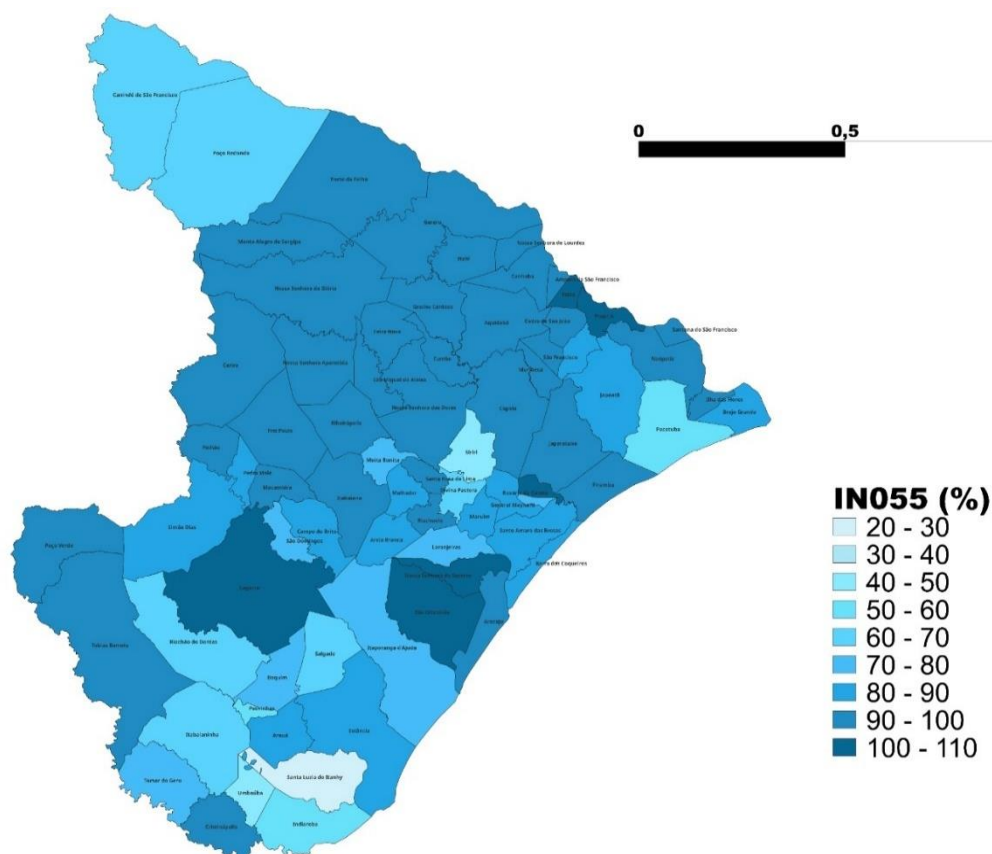 0 0,5
Canindé de São Francisco
Poço Redondo
Porto da Folha
Gararu
Monte Alegre de Sergipe
Nossa Senhora de Lourdes
Itabi
Canhoba
Amparo de São Francisco
Nossa Senhora da Glória
Telha
Graccho Cardoso
Propriá
Aquidabã
Cedro de São João
Santana do São Francisco
Feira Nova
São Francisco
Nossa Senhora Aparecida
Cumbe
Neópolis
Carira
Malhada
Nossa Senhora das Dores
Capela
Japoatã
Ilha das Flores
Brejo Grande
Ribeirópolis
Frei Paulo
Pacatuba
Japaratuba
Pinhão
Siriri
Moita Bonita
Pedra Mole
Santa Rosa de Lima
Macambira
Divina Pastora
Pirambu
Itabaiana
Malhador
Rosário do Catete
General Maynard
Maruim
Riachuelo
Simão Dias
Campo do Brito
Santo Amaro das Brotas
São Domingos
Areia Branca
Laranjeiras
Poço Verde
Barra dos Coqueiros
Nossa Senhora do Socorro
Lagarto
São Cristóvão
Aracaju
Tobias Barreto
Riachão do Dantas
Itaporanga d'Ajuda
Salgado
Boquim
Pedrinhas
Estância
Itabaianinha
Arauá
Tomar do Geru
Santa Luzia do Itanhy
Umbaúba
Cristinápolis
Indiaroba
IN055 (%)
20 - 30
30 - 40
40 - 50
50 - 60
60 - 70
70 - 80
80 - 90
90 - 100
100 - 110